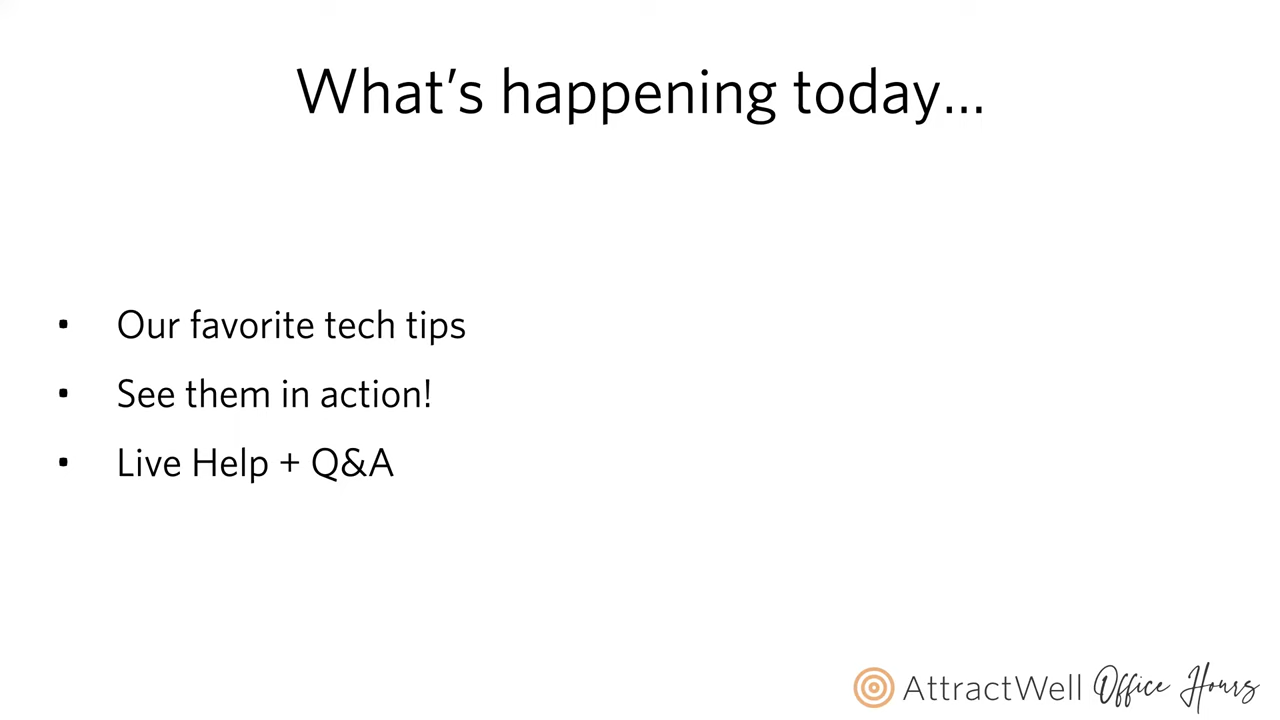 What’s happening today…
• Our favorite tech tips
• See them in action!
• Live Help + Q&A
AttractWell Office Hours